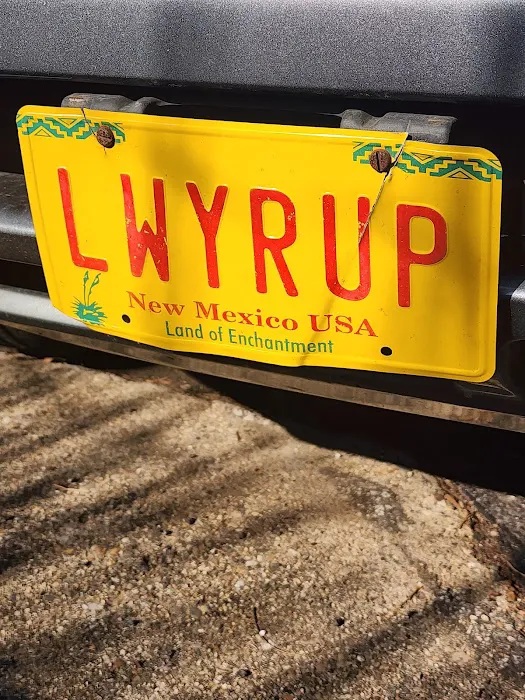 LWYRUP
New Mexico USA
Land of Enchantment